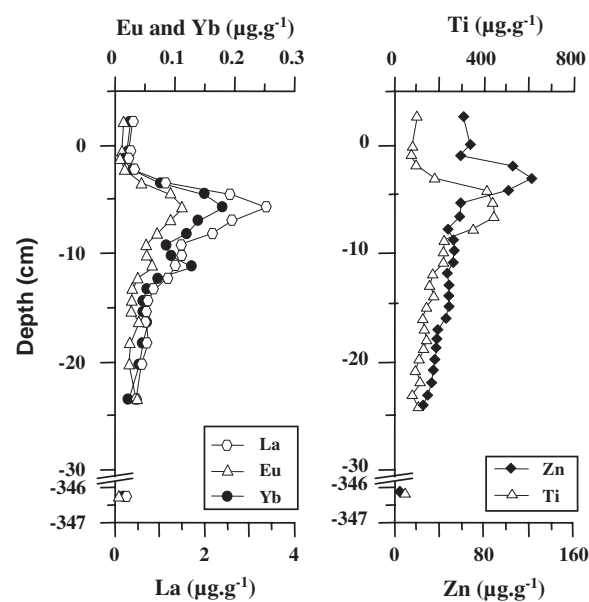 Eu and Yb (µg.g-1)
0 0.1 0.2 0.3
Ti (µg.g-1)
0 400 800
Depth (cm)
0
-10
-20
-30
-346
-347
La
Eu
Yb
0 2 4
La (µg.g-1)
0
-10
-20
-30
-346
-347
Zn
Ti
0 80 160
Zn (µg.g-1)